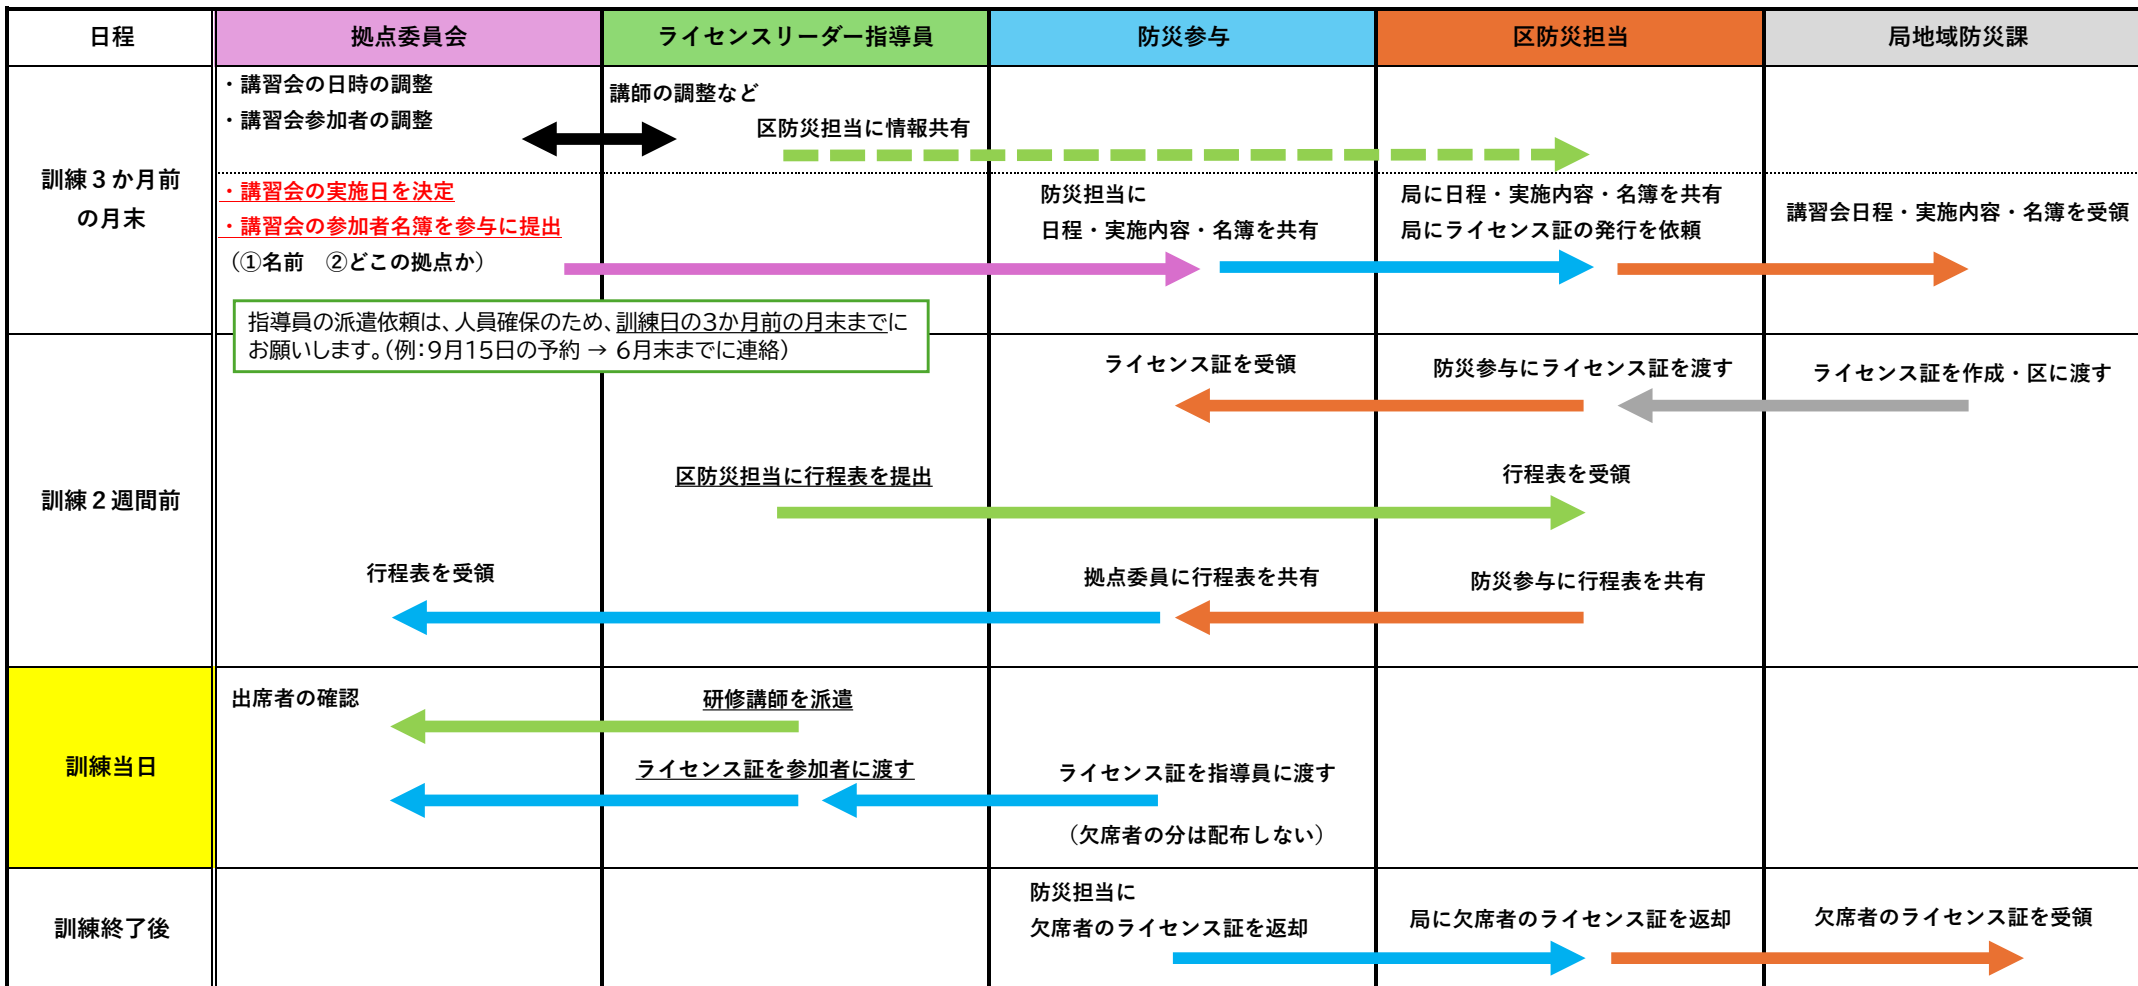 日程
拠点委員会
ライセンスリーダー指導員
防災参与
区防災担当
局地域防災課
訓練３か月前
の月末
・講習会の日時の調整
・講習会参加者の調整
講師の調整など
区防災担当に情報共有
・講習会の実施日を決定
・講習会の参加者名簿を参与に提出
（①名前　②どこの拠点か）
防災担当に
日程・実施内容・名簿を共有
局に日程・実施内容・名簿を共有
局にライセンス証の発行を依頼
講習会日程・実施内容・名簿を受領
指導員の派遣依頼は、人員確保のため、訓練日の3か月前の月末までに
お願いします。（例：9月15日の予約 → 6月末までに連絡）
訓練２週間前
ライセンス証を受領
防災参与にライセンス証を渡す
ライセンス証を作成・区に渡す
区防災担当に行程表を提出
行程表を受領
行程表を受領
拠点委員に行程表を共有
防災参与に行程表を共有
訓練当日
出席者の確認
研修講師を派遣
ライセンス証を参加者に渡す
ライセンス証を指導員に渡す
（欠席者の分は配布しない）
訓練終了後
防災担当に
欠席者のライセンス証を返却
局に欠席者のライセンス証を返却
欠席者のライセンス証を受領